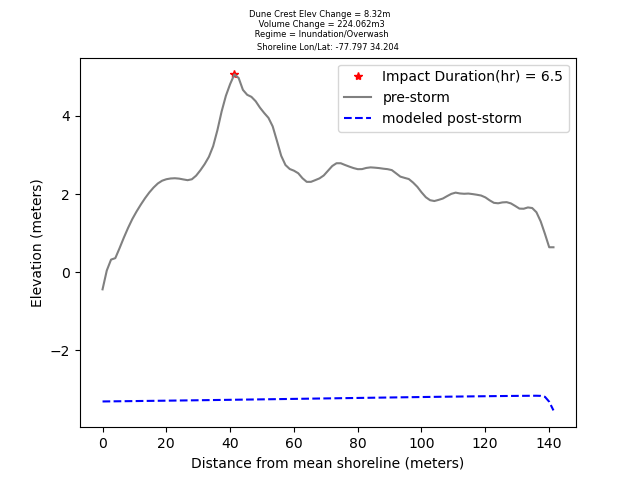 Dune Crest Elev Change = 8.32m
Volume Change = 224.062m3
Regime = Inundation/Overwash
Shoreline Lon/Lat: -77.797 34.204
Impact Duration(hr) = 6.5
pre-storm
modeled post-storm
4
2
0
−2
Elevation (meters)
0 20 40 60 80 100 120 140
Distance from mean shoreline (meters)